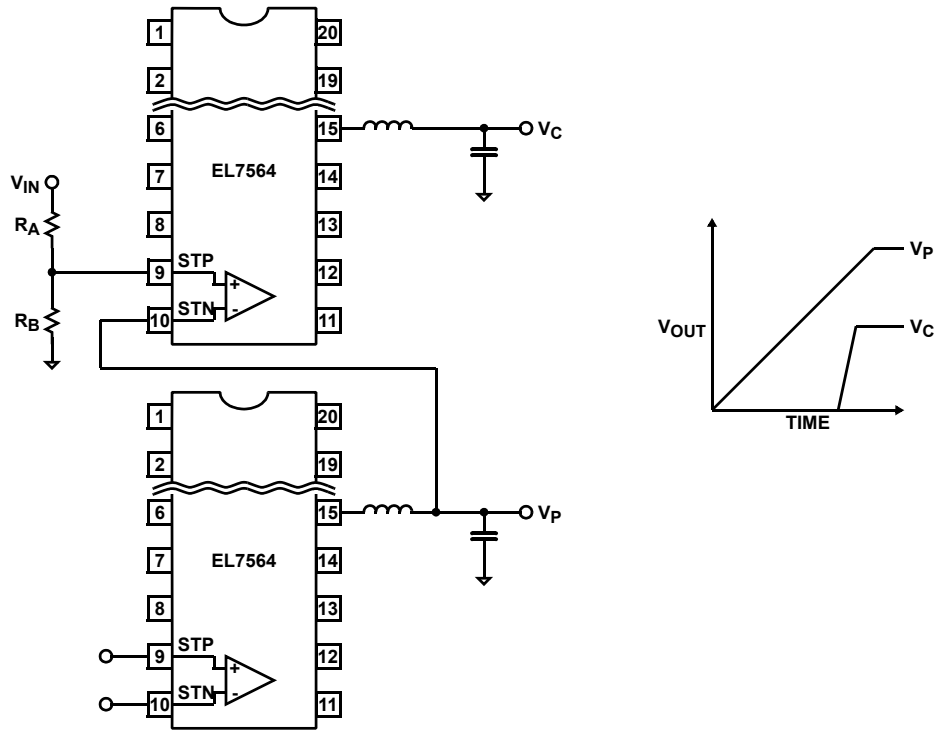 1 20
2 19
6 15 V_C
EL7564
7 14
V_IN
R_A
8 13
9 STP + 12
R_B
10 STN - 11
V_P
V_OUT
V_C
TIME
1 20
2 19
6 15 V_P
7 EL7564 14
8 13
9 STP + 12
10 STN - 11